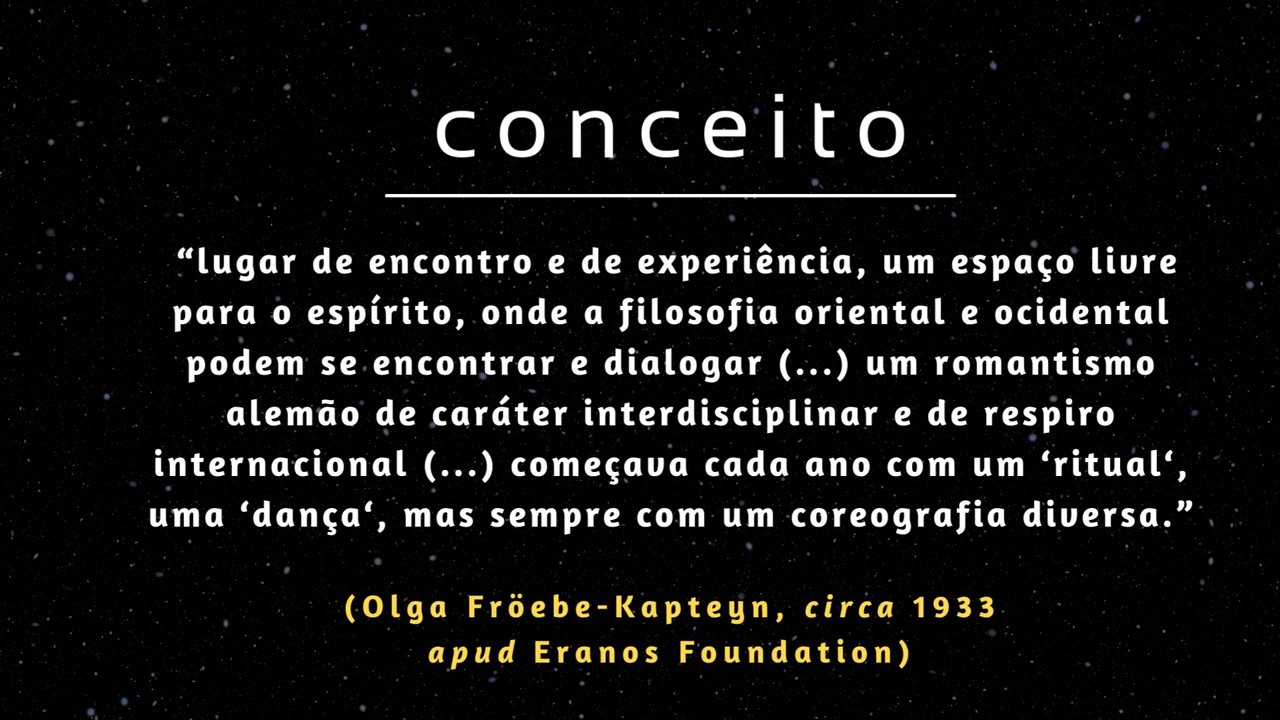 conceito
“lugar de encontro e de experiência, um espaço livre
para o espírito, onde a filosofia oriental e ocidental
podem se encontrar e dialogar (...) um romantismo
alemão de caráter interdisciplinar e de respiro
internacional (...) começava cada ano com um ‘ritual‘,
uma ‘dança‘, mas sempre com um coreografia diversa.”
(Olga Fröebe-Kapteyn, circa 1933
apud Eranos Foundation)